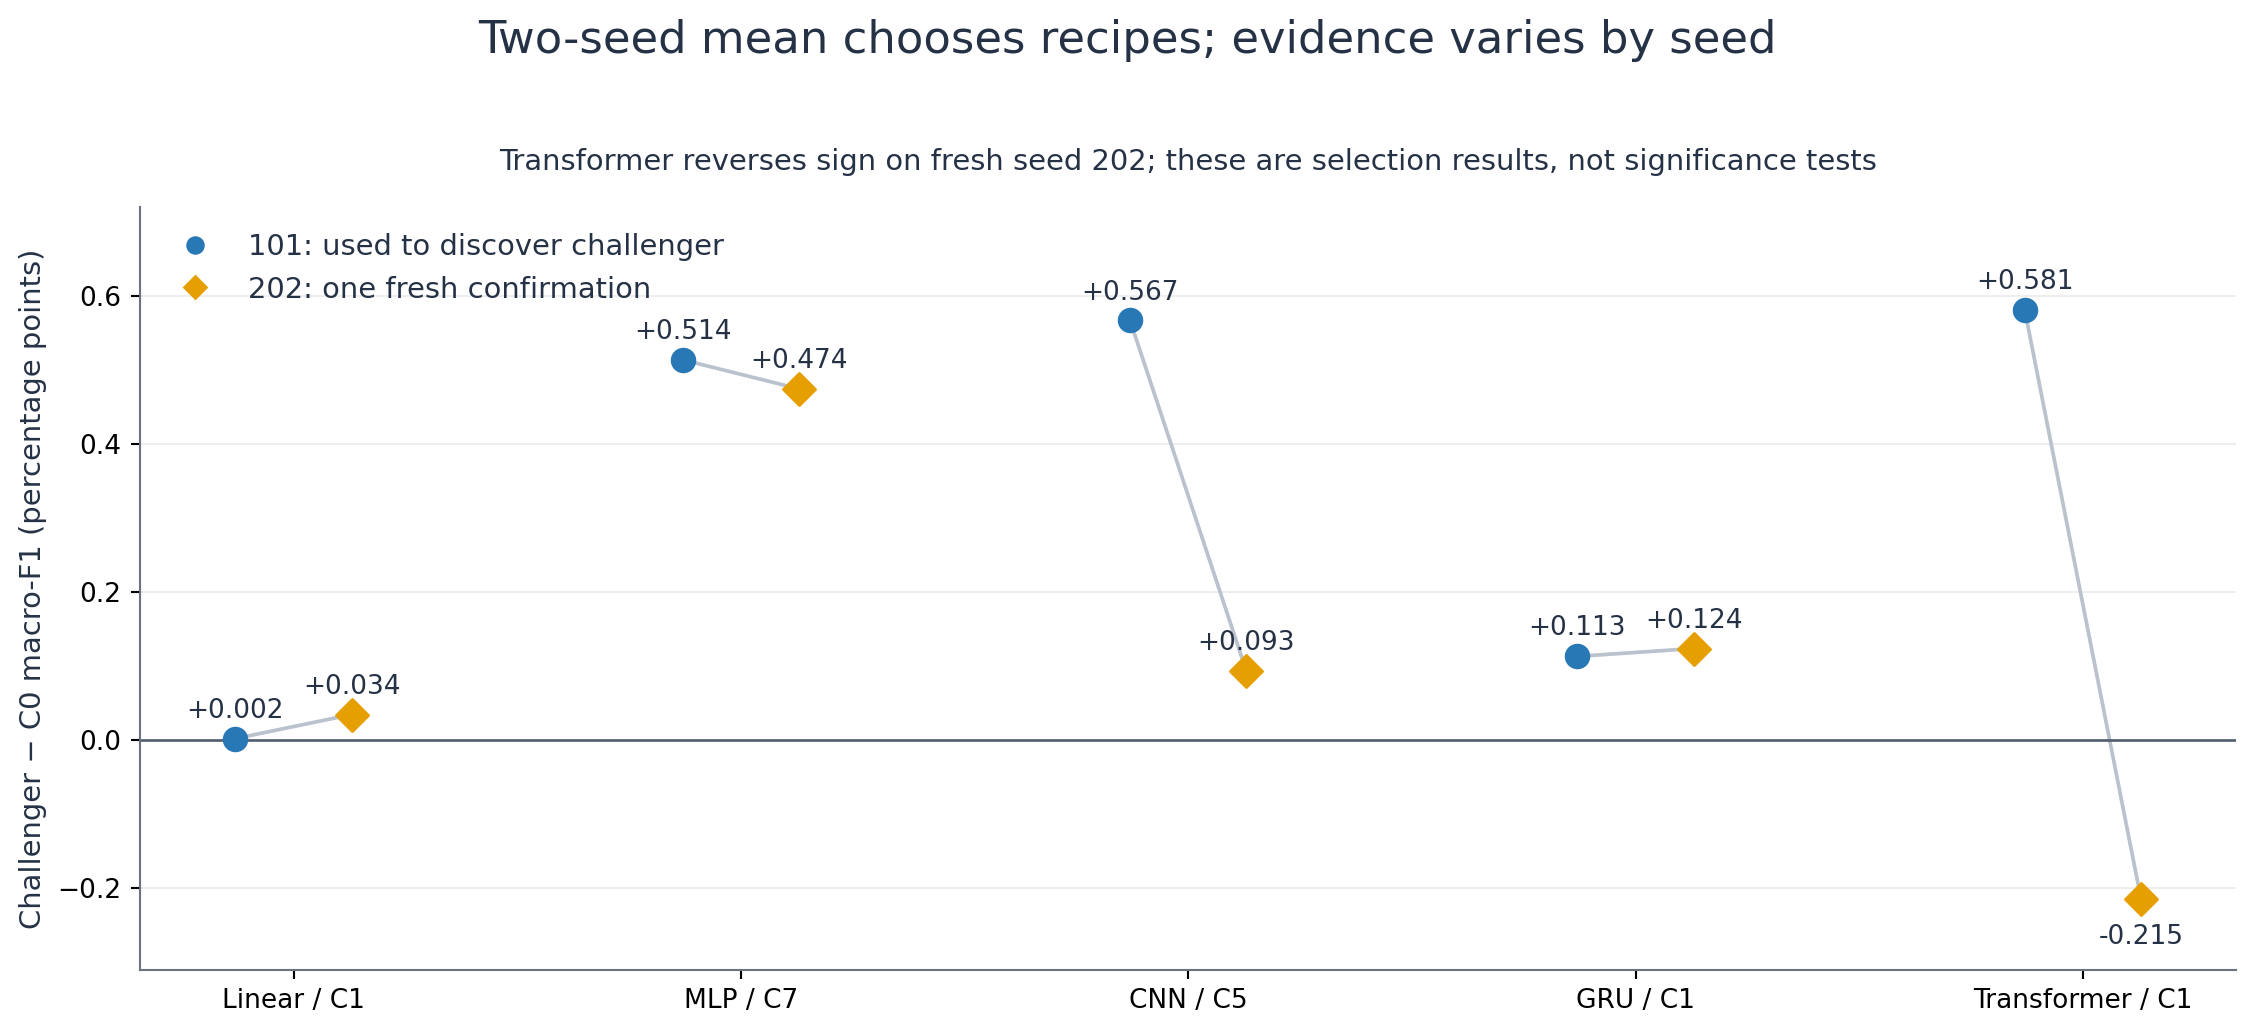 Two-seed mean chooses recipes; evidence varies by seed
Transformer reverses sign on fresh seed 202; these are selection results, not significance tests
Challenger − C0 macro-F1 (percentage points)
101: used to discover challenger
202: one fresh confirmation
0.6
0.4
0.2
0.0
−0.2
+0.002
+0.034
+0.514
+0.474
+0.567
+0.093
+0.113
+0.124
+0.581
-0.215
Linear / C1
MLP / C7
CNN / C5
GRU / C1
Transformer / C1